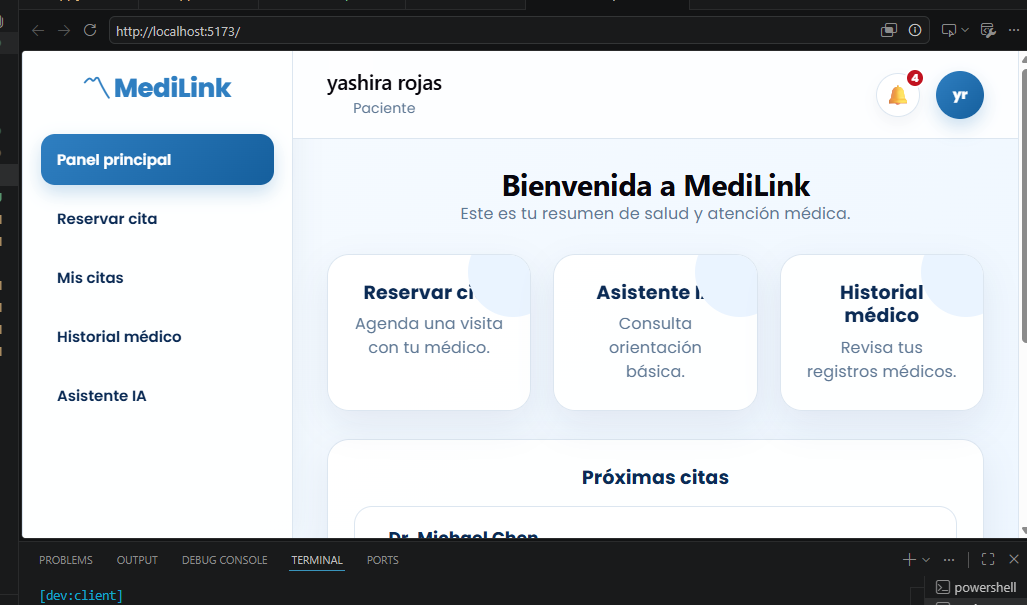 http://localhost:5173/
MediLink
yashira rojas
Paciente
4
yr
Panel principal
Reservar cita
Mis citas
Historial médico
Asistente IA
Bienvenida a MediLink
Este es tu resumen de salud y atención médica.
Reservar
Agenda una visita
con tu médico.
Asistente
Consulta
orientación
básica.
Historial
médico
Revisa tus
registros médicos.
Próximas citas
Dr. Michael Chen
PROBLEMS
OUTPUT
DEBUG CONSOLE
TERMINAL
PORTS
[dev:client]
powershell